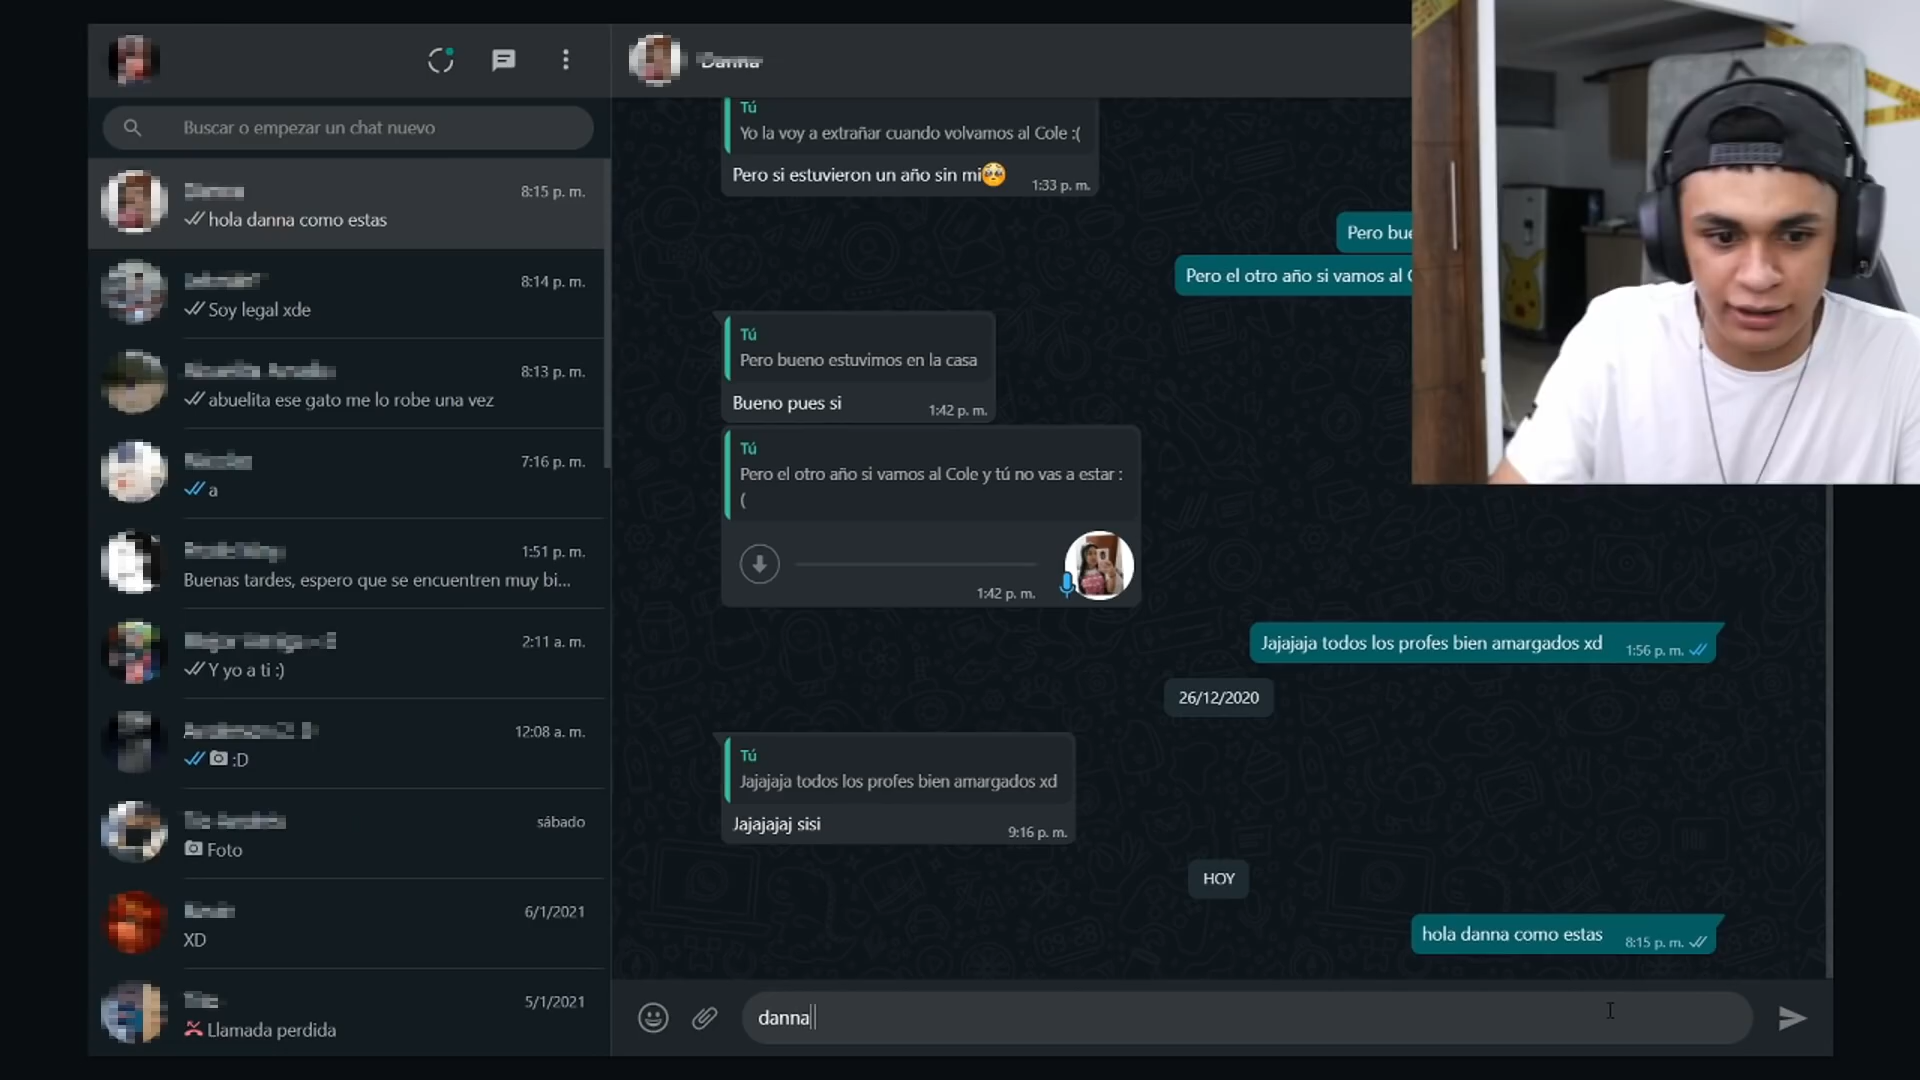 Buscar o empezar un chat nuevo
8:15 p. m.
hola danna como estas
8:14 p. m.
Soy legal xde
8:13 p. m.
abuelita ese gato me lo robe una vez
7:16 p. m.
a
1:51 p. m.
Buenas tardes, espero que se encuentren muy bi...
2:11 a. m.
Y yo a ti :)
12:08 a. m.
:D
sábado
Foto
6/1/2021
XD
5/1/2021
Llamada perdida
Danna
Tú
Yo la voy a extrañar cuando volvamos al Cole :(
Pero si estuvieron un año sin mi🥺
1:33 p. m.
Pero bue
Pero el otro año si vamos al C
Tú
Pero bueno estuvimos en la casa
Bueno pues si
1:42 p. m.
Tú
Pero el otro año si vamos al Cole y tú no vas a estar :
(
1:42 p. m.
Jajajaja todos los profes bien amargados xd 1:56 p. m.
26/12/2020
Tú
Jajajaja todos los profes bien amargados xd
Jajajajaj sisi
9:16 p. m.
HOY
hola danna como estas 8:15 p. m.
danna